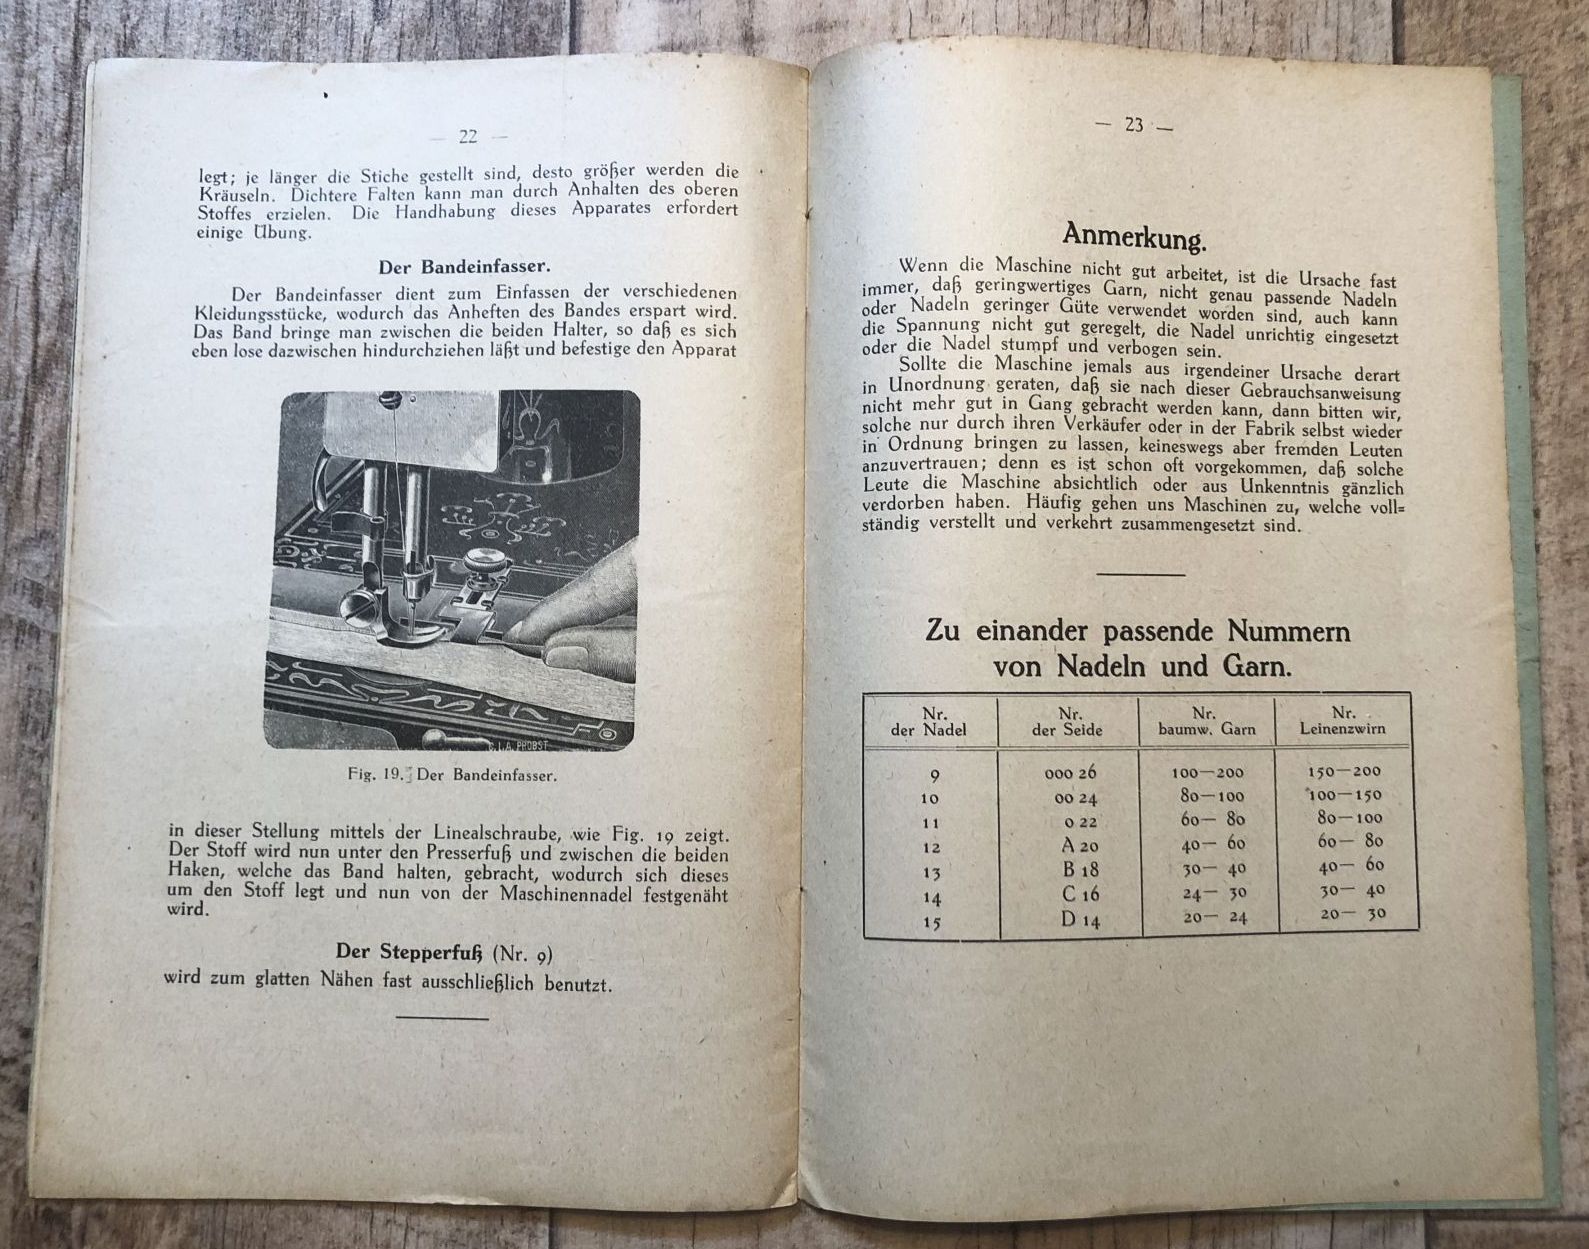 — 22 —
legt; je länger die Stiche gestellt sind, desto größer werden die
Kräuseln. Dichtere Falten kann man durch Anhalten des oberen
Stoffes erzielen. Die Handhabung dieses Apparates erfordert
einige Übung.
Der Bandeinfasser.
Der Bandeinfasser dient zum Einfassen der verschiedenen
Kleidungsstücke, wodurch das Anheften des Bandes erspart wird.
Das Band bringe man zwischen die beiden Halter, so daß es sich
eben lose dazwischen hindurchziehen läßt und befestige den Apparat
C.I.A. PROBST
Fig. 19. Der Bandeinfasser.
in dieser Stellung mittels der Linealschraube, wie Fig. 19 zeigt.
Der Stoff wird nun unter den Presserfuß und zwischen die beiden
Haken, welche das Band halten, gebracht, wodurch sich dieses
um den Stoff legt und nun von der Maschinennadel festgenäht
wird.
Der Stepperfuß (Nr. 9)
wird zum glatten Nähen fast ausschließlich benutzt.
— 23 —
Anmerkung.
Wenn die Maschine nicht gut arbeitet, ist die Ursache fast
immer, daß geringwertiges Garn, nicht genau passende Nadeln
oder Nadeln geringer Güte verwendet worden sind, auch kann
die Spannung nicht gut geregelt, die Nadel unrichtig eingesetzt
oder die Nadel stumpf und verbogen sein.
Sollte die Maschine jemals aus irgendeiner Ursache derart
in Unordnung geraten, daß sie nach dieser Gebrauchsanweisung
nicht mehr gut in Gang gebracht werden kann, dann bitten wir,
solche nur durch ihren Verkäufer oder in der Fabrik selbst wieder
in Ordnung bringen zu lassen, keineswegs aber fremden Leuten
anzuvertrauen; denn es ist schon oft vorgekommen, daß solche
Leute die Maschine absichtlich oder aus Unkenntnis gänzlich
verdorben haben. Häufig gehen uns Maschinen zu, welche voll=
ständig verstellt und verkehrt zusammengesetzt sind.
Zu einander passende Nummern
von Nadeln und Garn.
Nr. der Nadel | Nr. der Seide | Nr. baumw. Garn | Nr. Leinenzwirn
9 | 000 26 | 100—200 | 150—200
10 | 00 24 | 80—100 | 100—150
11 | 0 22 | 60— 80 | 80—100
12 | A 20 | 40— 60 | 60— 80
13 | B 18 | 30— 40 | 40— 60
14 | C 16 | 24— 30 | 30— 40
15 | D 14 | 20— 24 | 20— 30